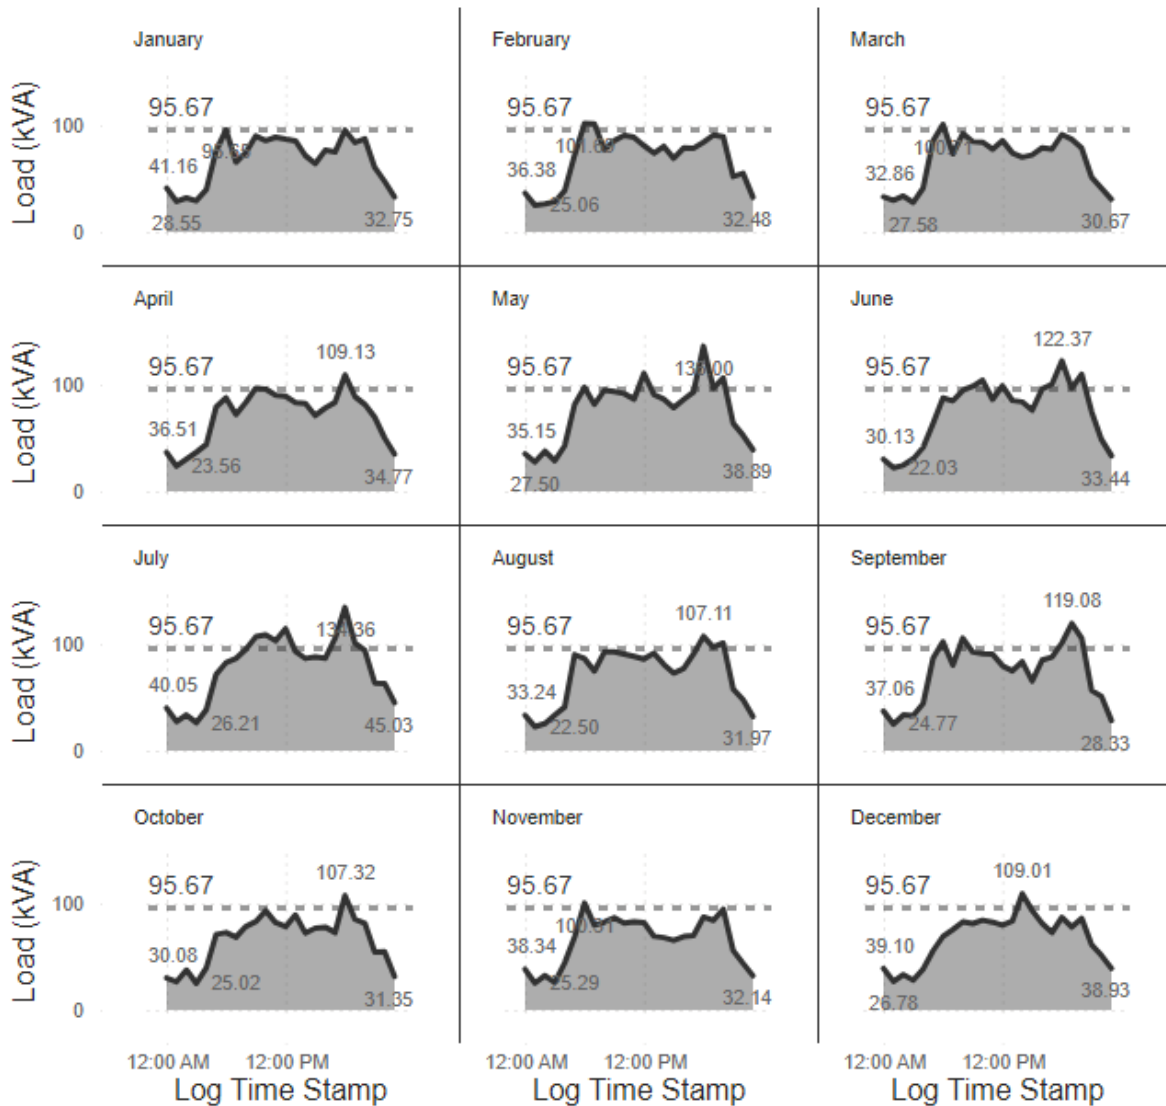 January
February
March
Load (kVA)
100
0
95.67
41.16
28.55
32.75
95.67
36.38
25.06
32.48
95.67
32.86
27.58
30.67
April
May
June
Load (kVA)
100
0
95.67
109.13
36.51
23.56
34.77
95.67
35.15
27.50
38.89
95.67
122.37
30.13
22.03
33.44
July
August
September
Load (kVA)
100
0
95.67
134.36
40.05
26.21
45.03
95.67
107.11
33.24
22.50
31.97
95.67
119.08
37.06
24.77
28.33
October
November
December
Load (kVA)
100
0
95.67
107.32
30.08
25.02
31.35
95.67
38.34
25.29
32.14
95.67
109.01
39.10
26.78
38.93
12:00 AM 12:00 PM
12:00 AM 12:00 PM
12:00 AM 12:00 PM
Log Time Stamp
Log Time Stamp
Log Time Stamp